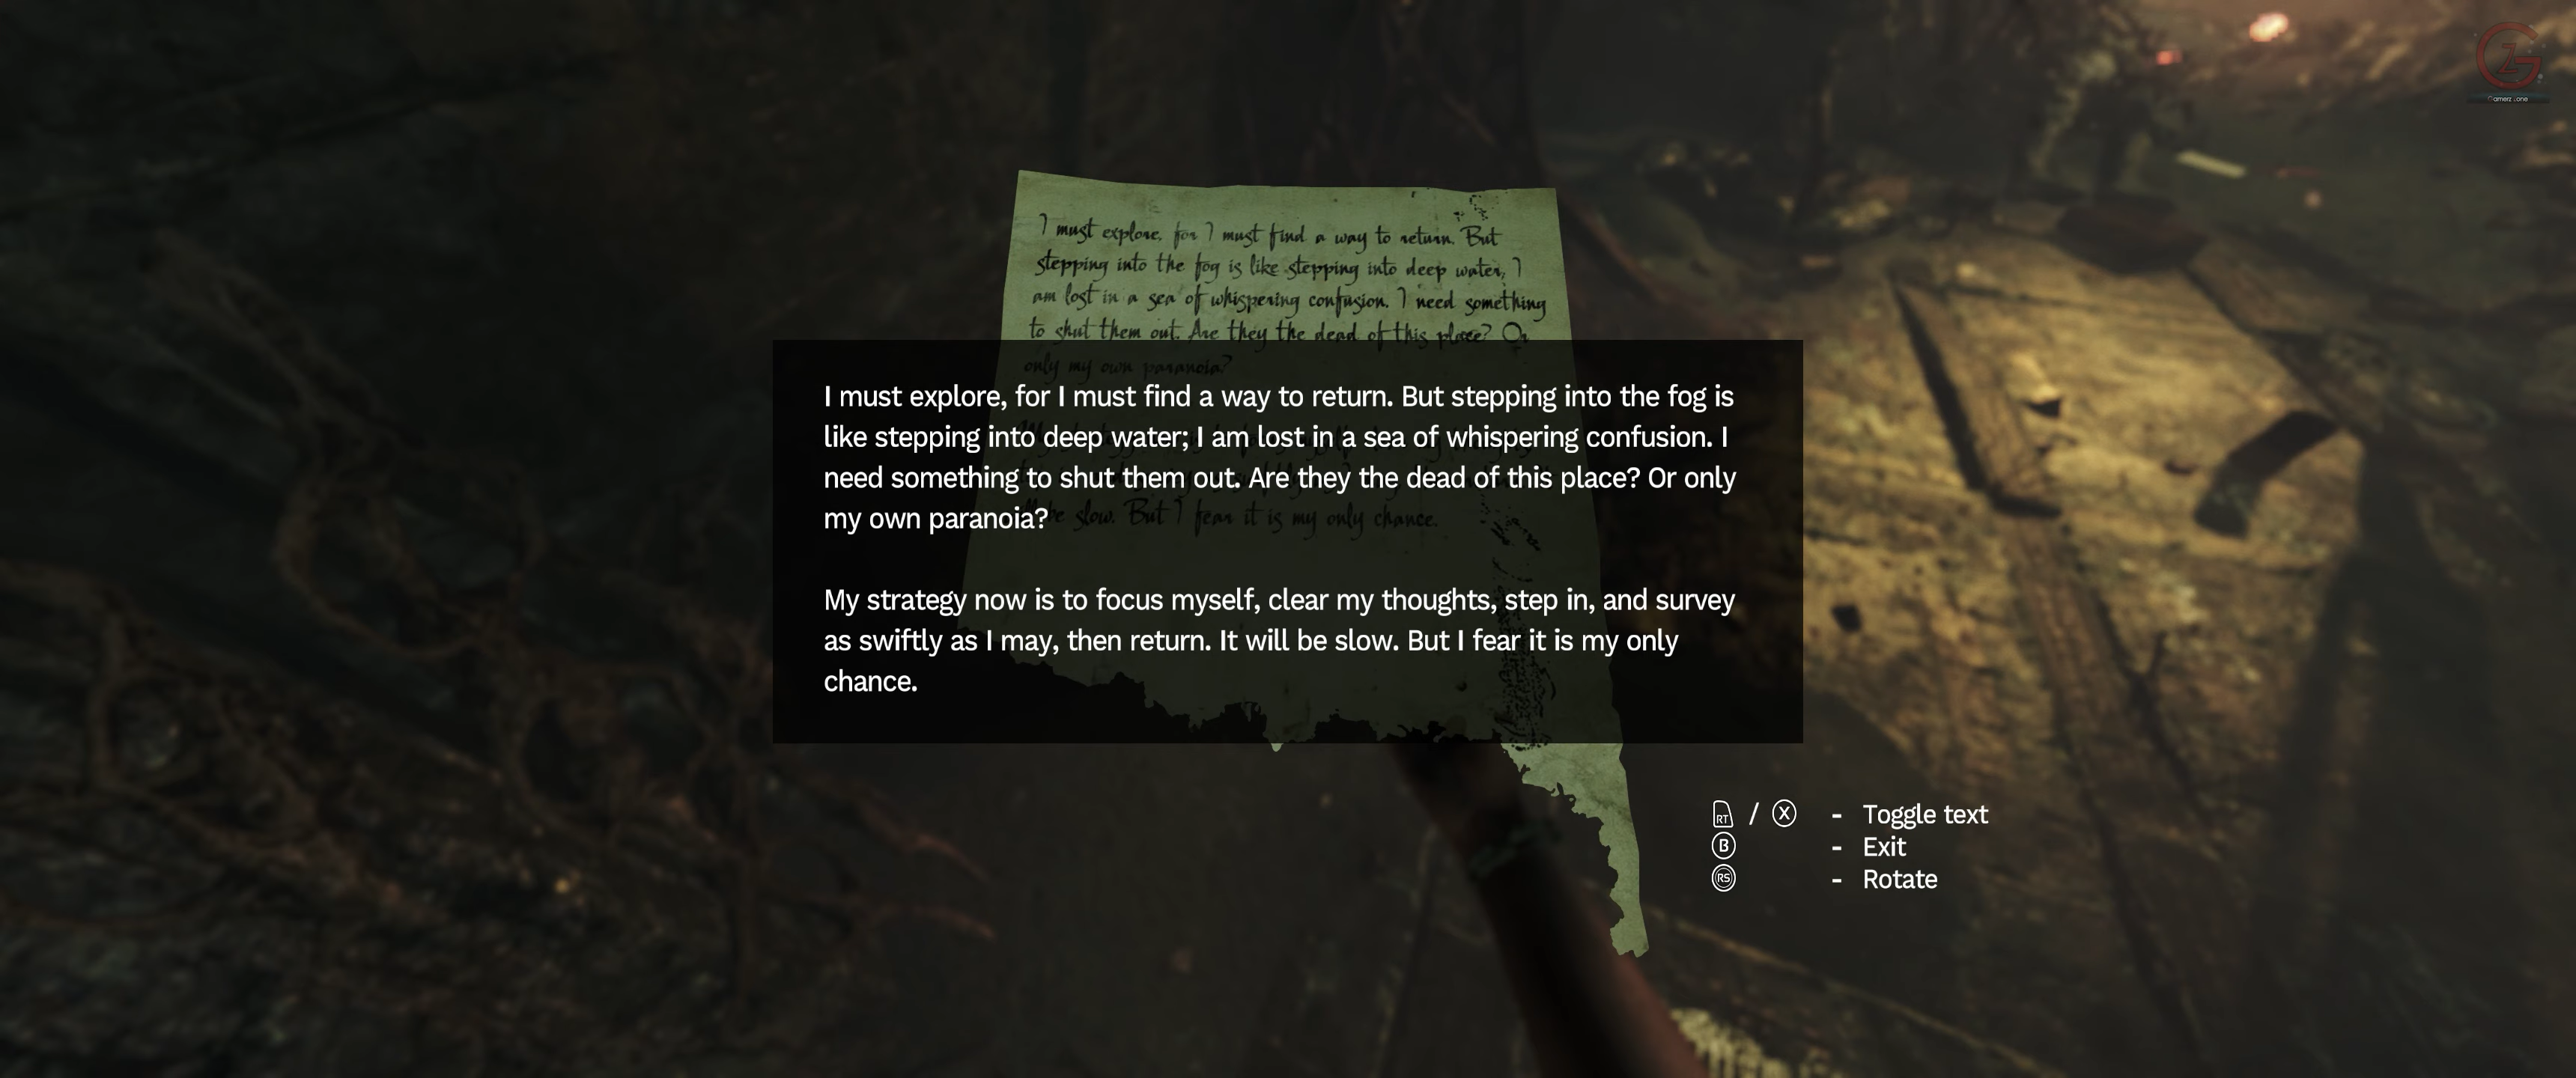 I must explore, for I must find a way to return. But
stepping into the fog is like stepping into deep water; I
am lost in a sea of whispering confusion. I need something
to shut them out. Are they the dead of this place? Or
only my own paranoia?
be slow. But I fear it is my only chance.
I must explore, for I must find a way to return. But stepping into the fog is
like stepping into deep water; I am lost in a sea of whispering confusion. I
need something to shut them out. Are they the dead of this place? Or only
my own paranoia?
My strategy now is to focus myself, clear my thoughts, step in, and survey
as swiftly as I may, then return. It will be slow. But I fear it is my only
chance.
RT / X - Toggle text
B - Exit
RS - Rotate